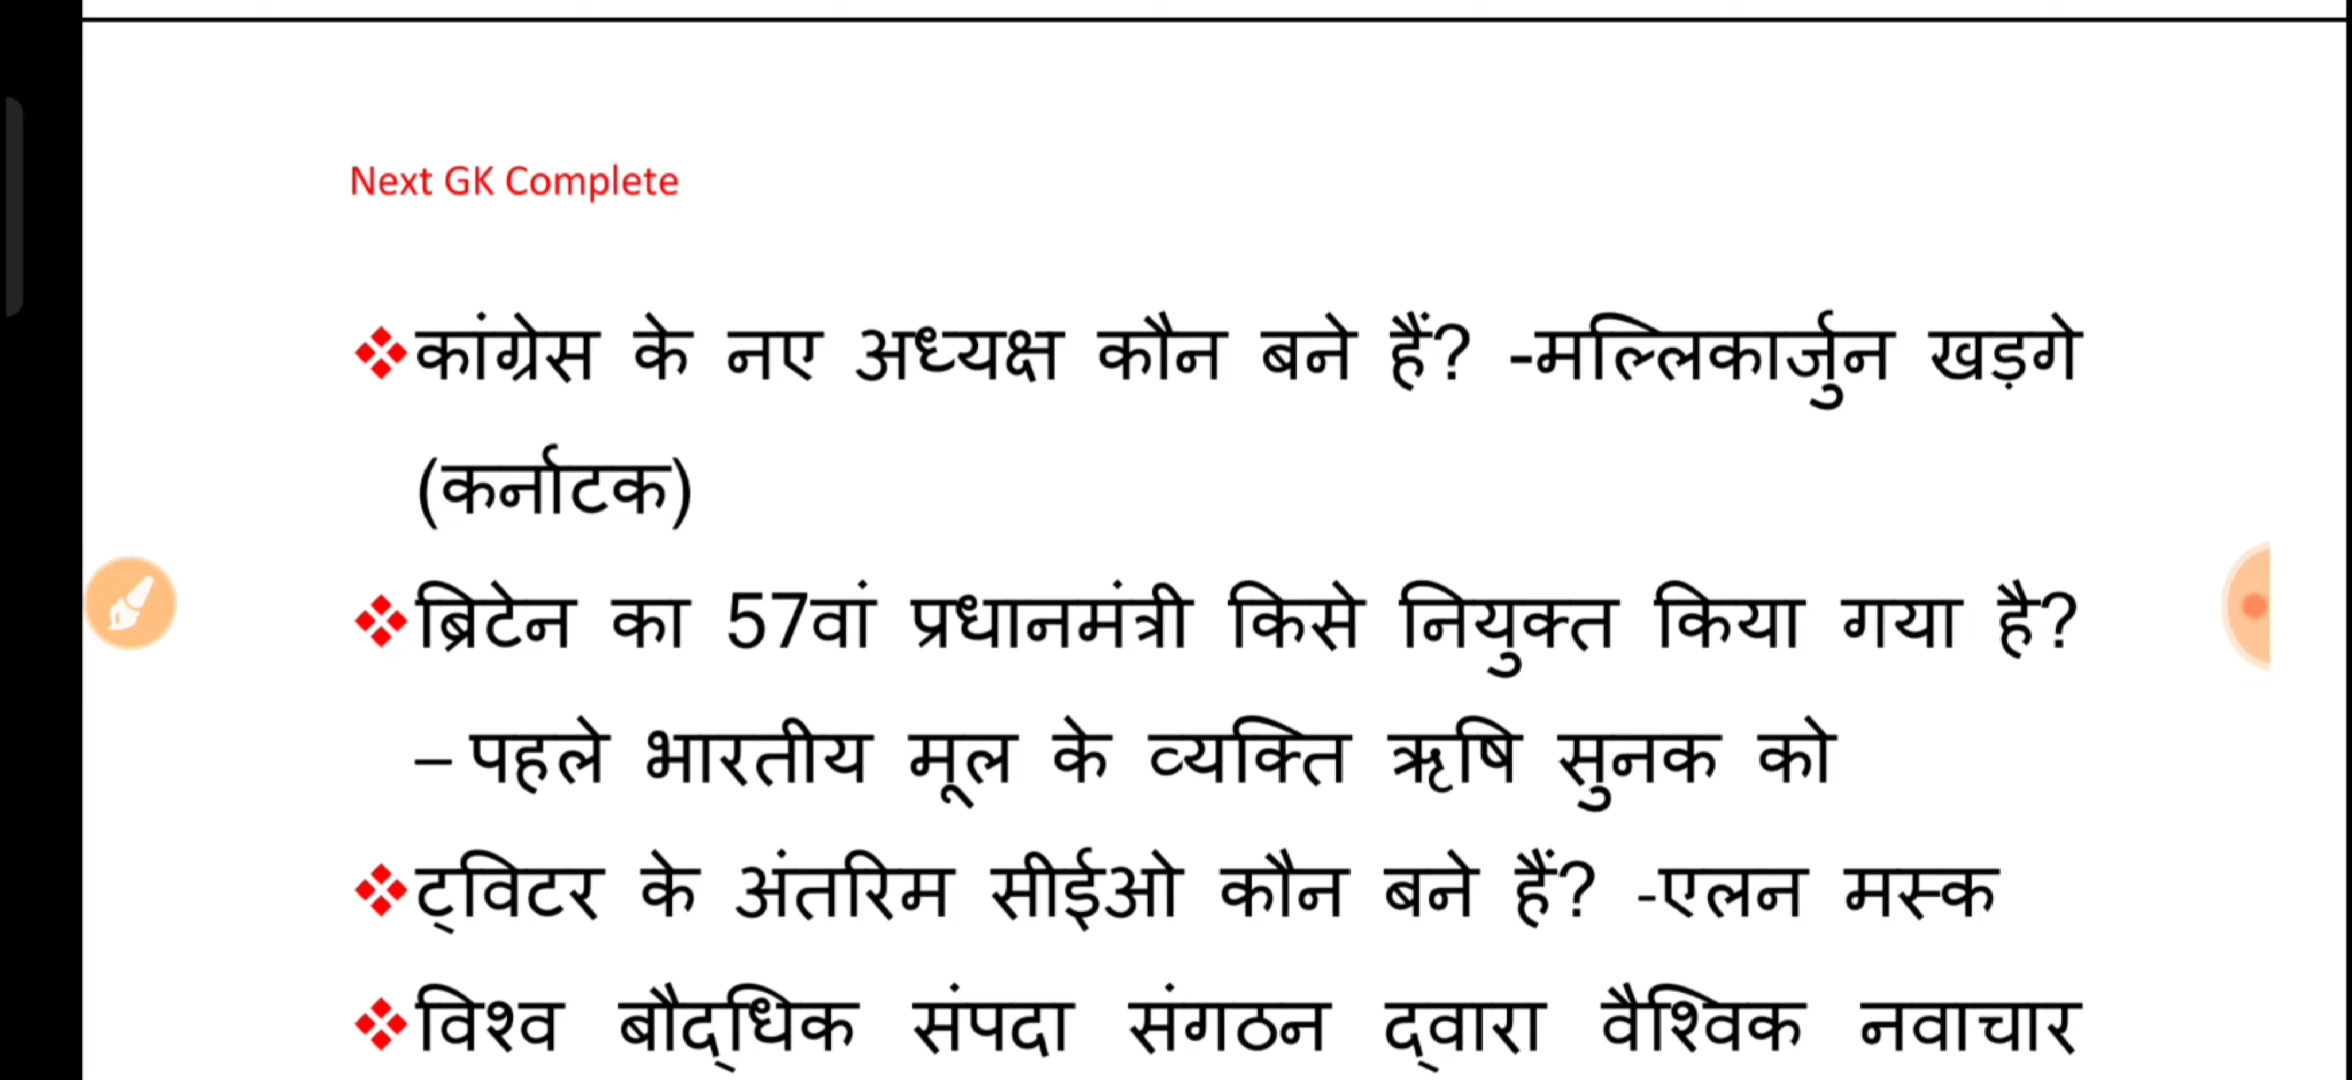 Next GK Complete
❖कांग्रेस के नए अध्यक्ष कौन बने हैं? -मल्लिकार्जुन खड़गे
(कर्नाटक)
❖ब्रिटेन का 57वां प्रधानमंत्री किसे नियुक्त किया गया है?
– पहले भारतीय मूल के व्यक्ति ऋषि सुनक को
❖ट्विटर के अंतरिम सीईओ कौन बने हैं? -एलन मस्क
❖विश्व बौद्धिक संपदा संगठन द्वारा वैश्विक नवाचार